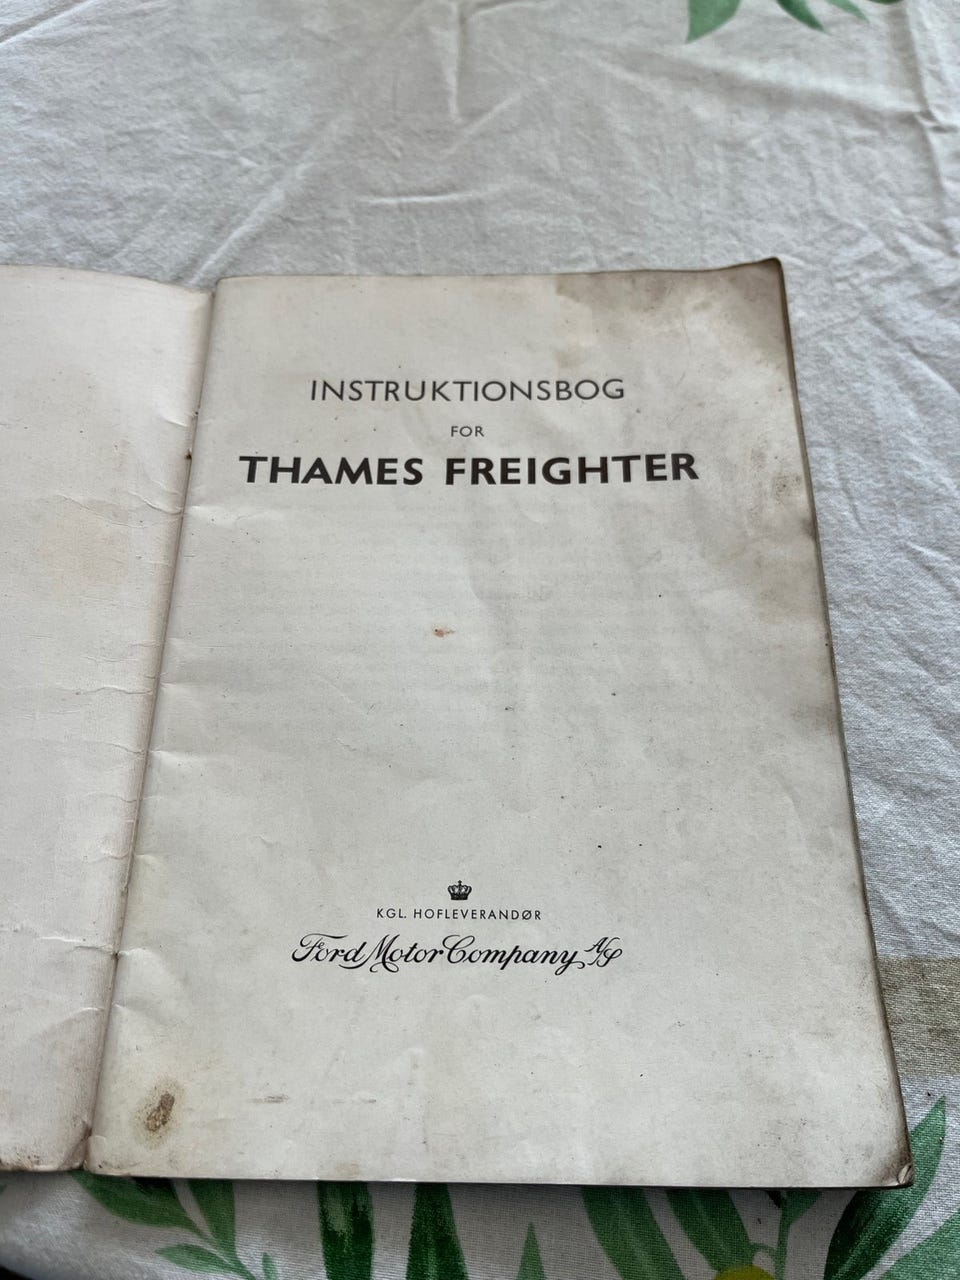 INSTRUKTIONSBOG
FOR
THAMES FREIGHTER
KGL. HOFLEVERANDØR
Ford Motor Company A/S